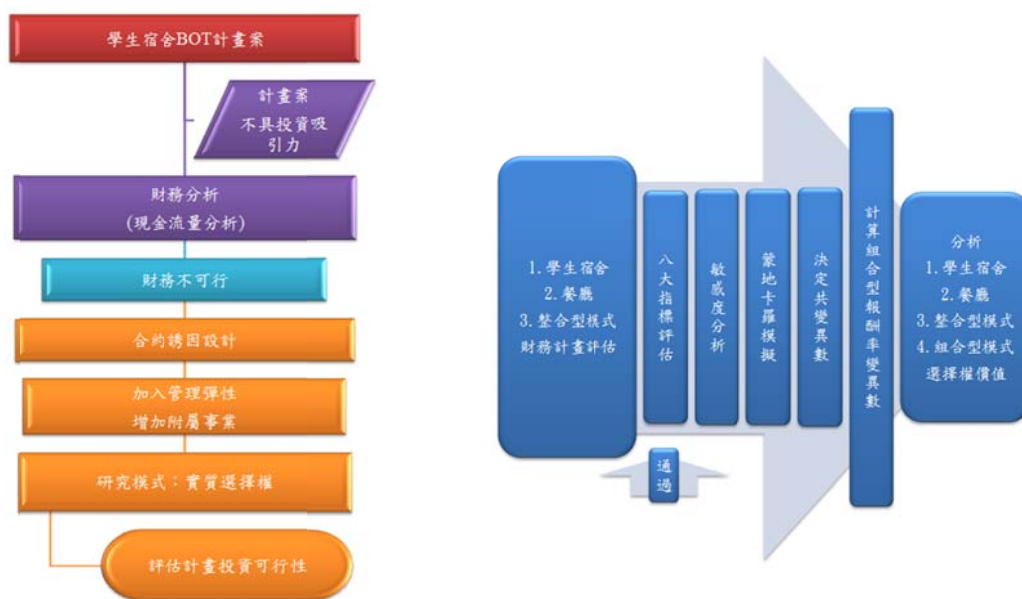 學生宿舍BOT計畫案
計畫案
不具投資吸
引力
財務分析
(現金流量分析)
財務不可行
合約誘因設計
加入管理彈性
增加附屬事業
研究模式：實質選擇權
評估計畫投資可行性
1.學生宿舍
2.餐廳
3.整合型模式
財務計畫評估
八大指標評估
敏感度分析
蒙地卡羅模擬
決定共變異數
計算組合型報酬率變異數
分析
1.學生宿舍
2.餐廳
3.整合型模式
4.組合型模式
選擇權價值
通過